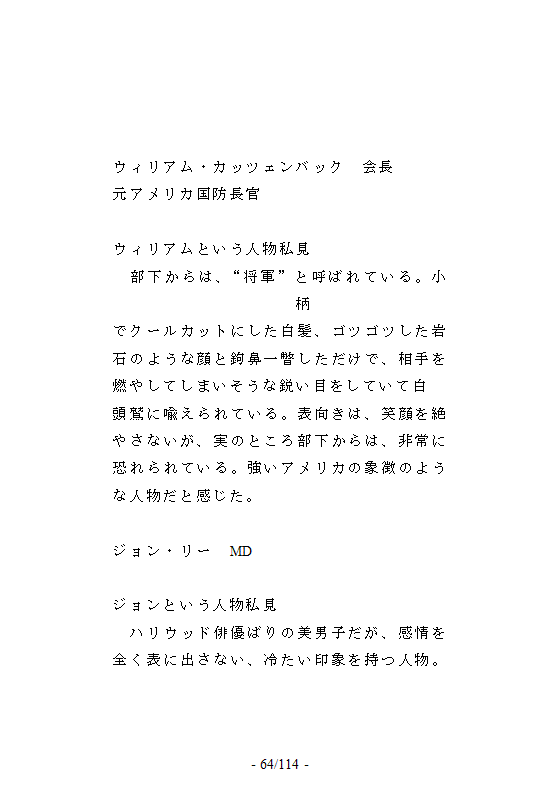 ウィリアム・カッツェンバック　会長
元アメリカ国防長官
ウィリアムという人物私見
　部下からは、“将軍”と呼ばれている。小
柄
でクールカットにした白髪、ゴツゴツした岩
石のような顔と鉤鼻一瞥しただけで、相手を
燃やしてしまいそうな鋭い目をしていて白
頭鷲に喩えられている。表向きは、笑顔を絶
やさないが、実のところ部下からは、非常に
恐れられている。強いアメリカの象徴のよう
な人物だと感じた。
ジョン・リー　MD
ジョンという人物私見
　ハリウッド俳優ばりの美男子だが、感情を
全く表に出さない、冷たい印象を持つ人物。
- 64/114 -